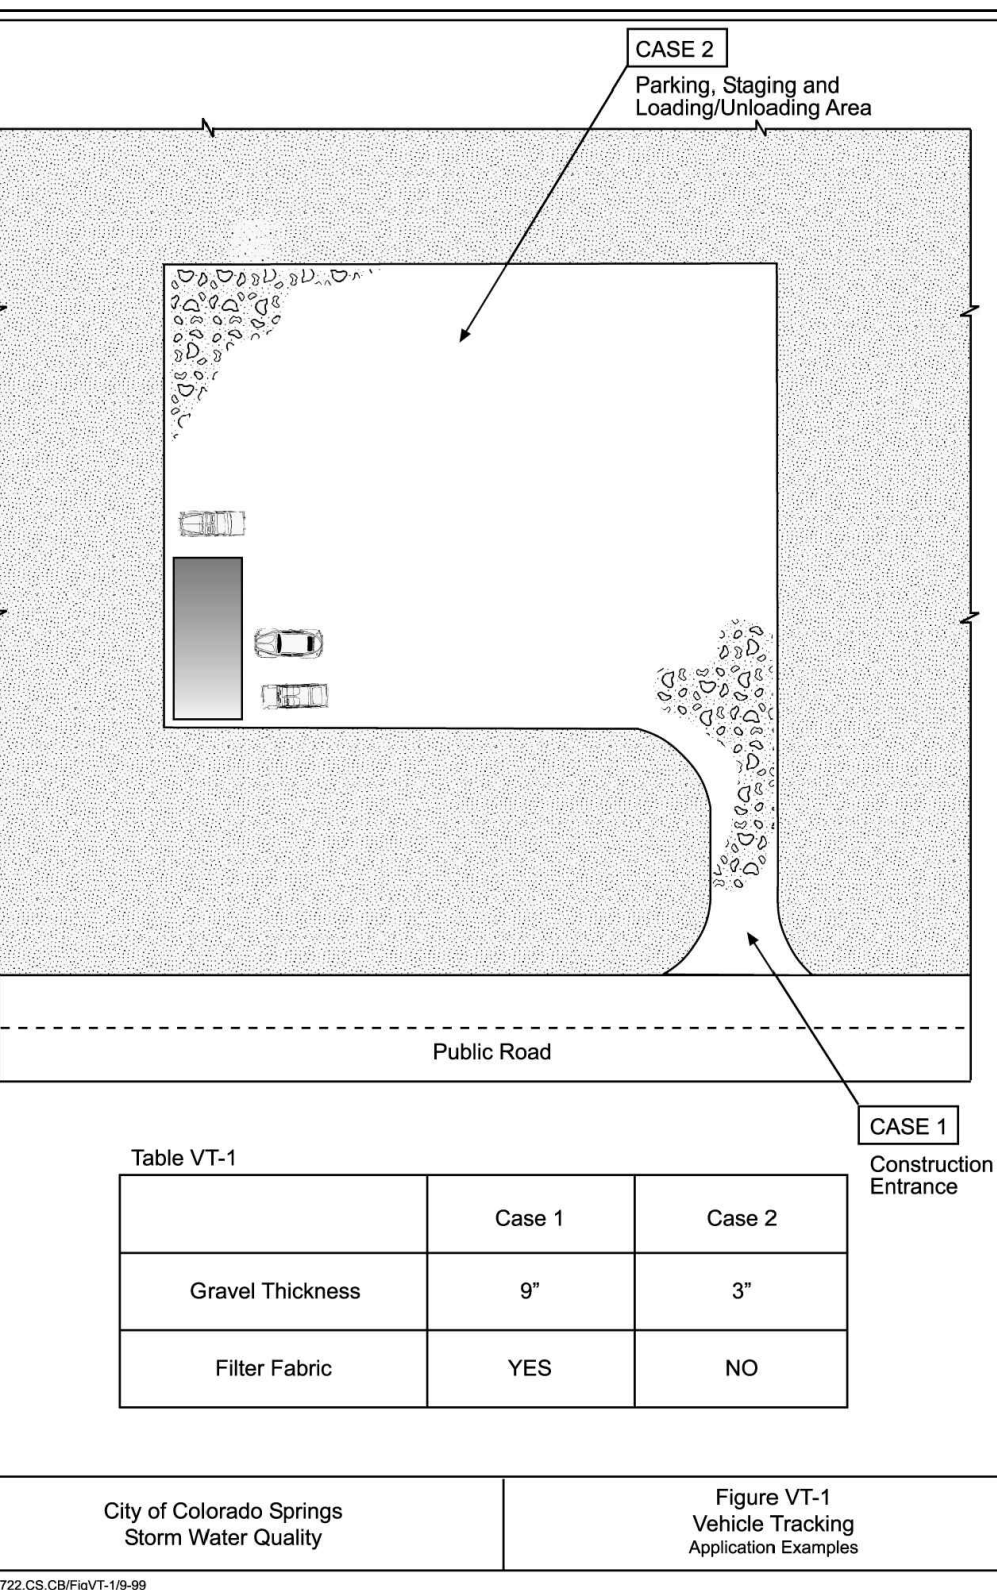 CASE 2
Parking, Staging and
Loading/Unloading Area
Public Road
CASE 1
Construction
Entrance
Table VT-1
Case 1 Case 2
Gravel Thickness 9” 3”
Filter Fabric YES NO
City of Colorado Springs
Storm Water Quality
Figure VT-1
Vehicle Tracking
Application Examples
722.CS.CB/FigVT-1/9-99